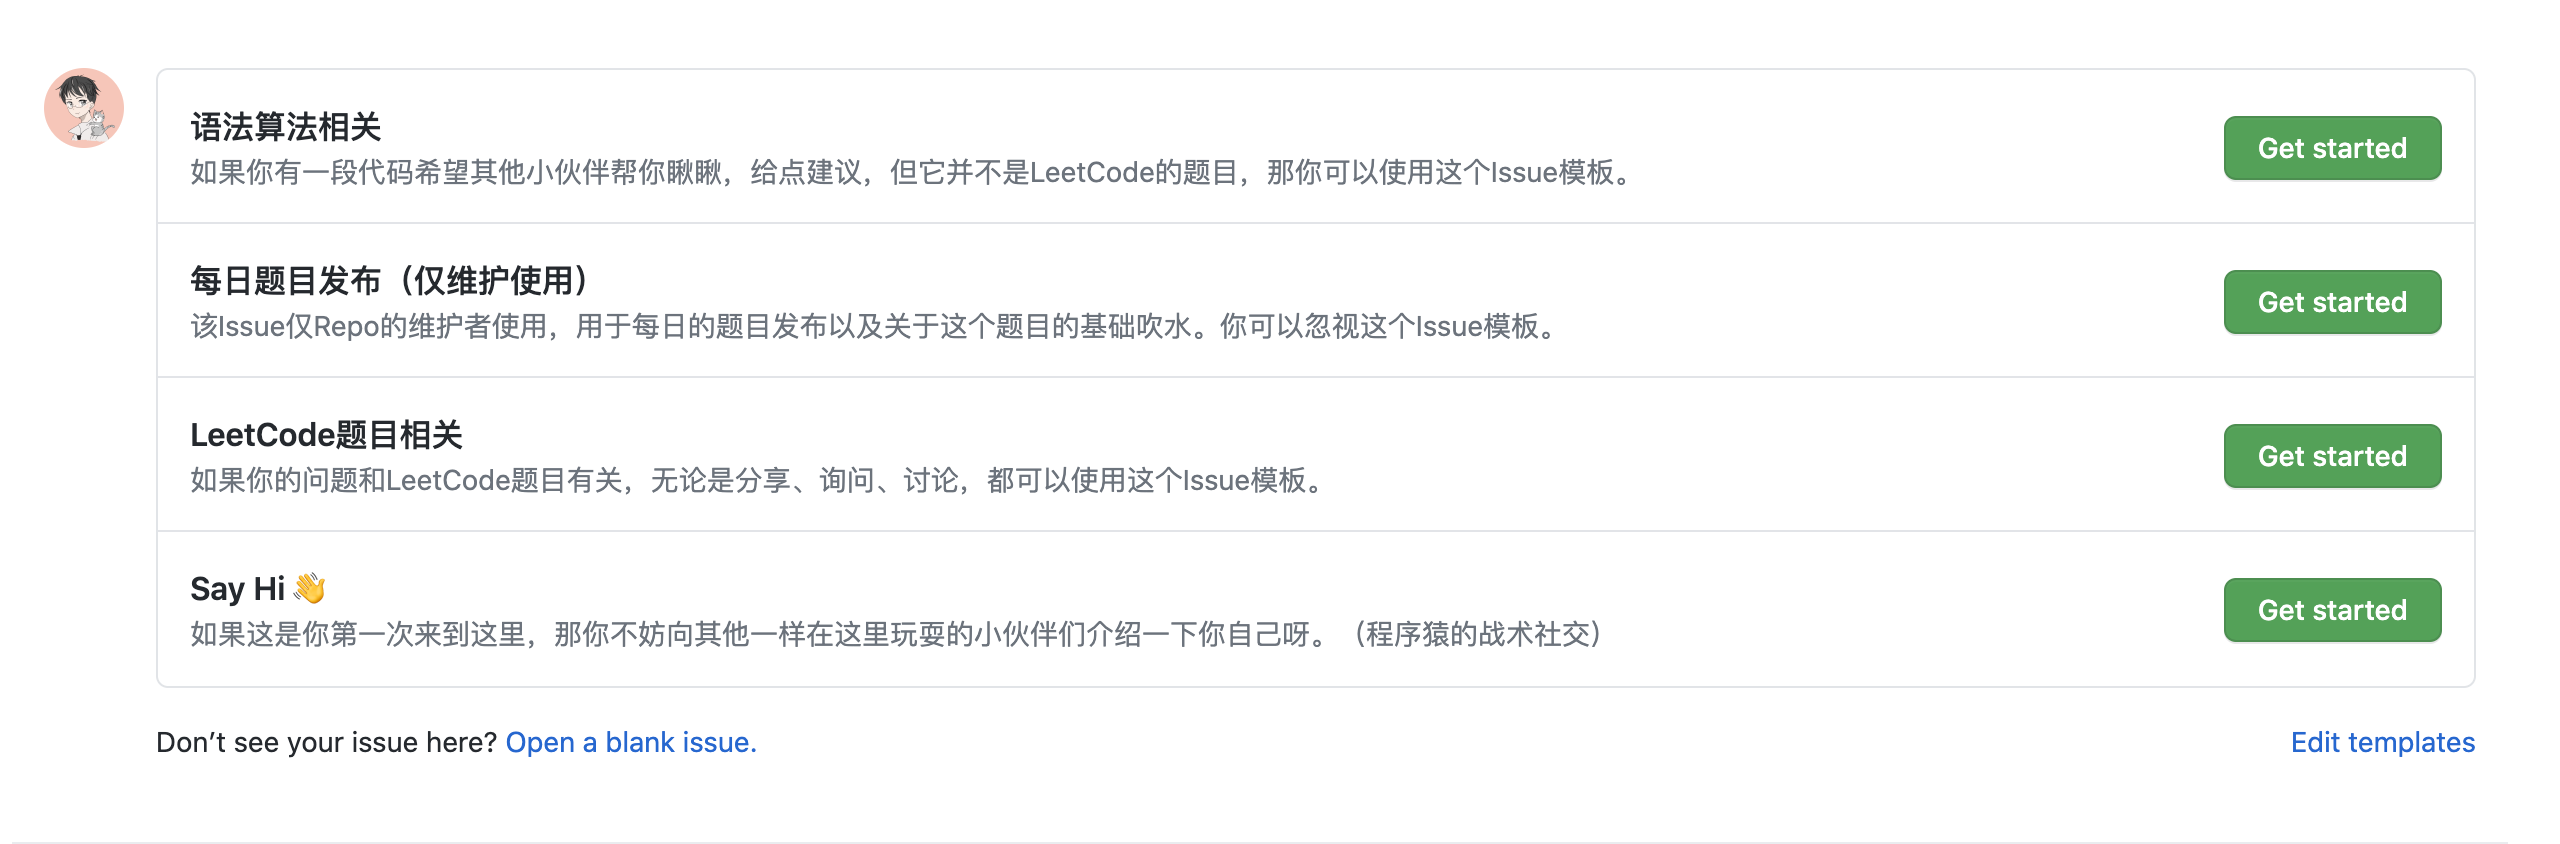 语法算法相关
Get started
如果你有一段代码希望其他小伙伴帮你瞅瞅，给点建议，但它并不是LeetCode的题目，那你可以使用这个Issue模板。
每日题目发布（仅维护使用）
Get started
该Issue仅Repo的维护者使用，用于每日的题目发布以及关于这个题目的基础吹水。你可以忽视这个Issue模板。
LeetCode题目相关
Get started
如果你的问题和LeetCode题目有关，无论是分享、询问、讨论，都可以使用这个Issue模板。
Say Hi 👋
Get started
如果这是你第一次来到这里，那你不妨向其他一样在这里玩耍的小伙伴们介绍一下你自己呀。（程序猿的战术社交）
Don’t see your issue here? Open a blank issue.
Edit templates